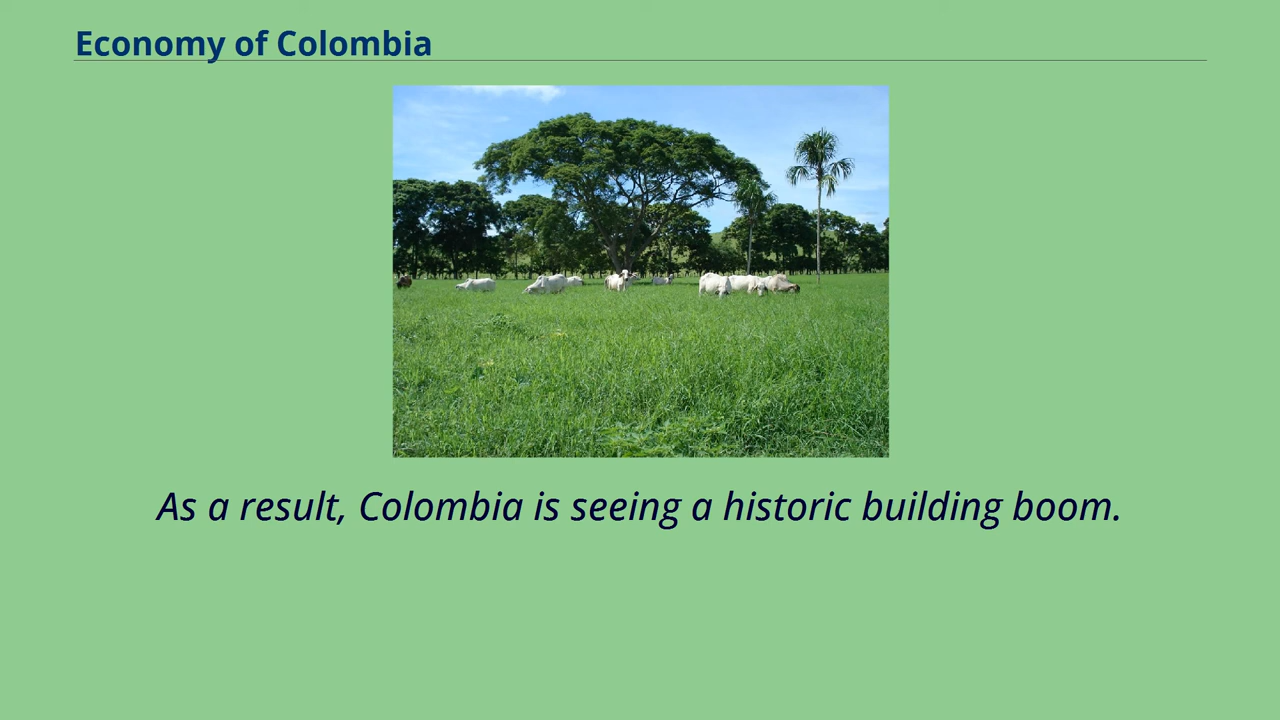 Economy of Colombia
As a result, Colombia is seeing a historic building boom.